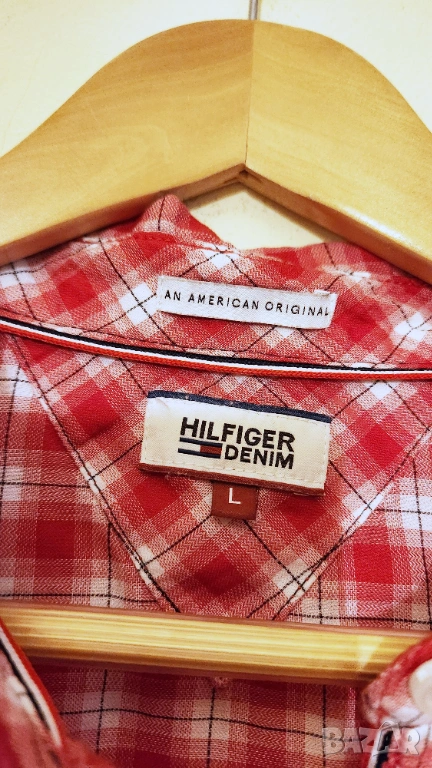 AN AMERICAN ORIGINAL
HILFIGER
DENIM
L
BAZAR